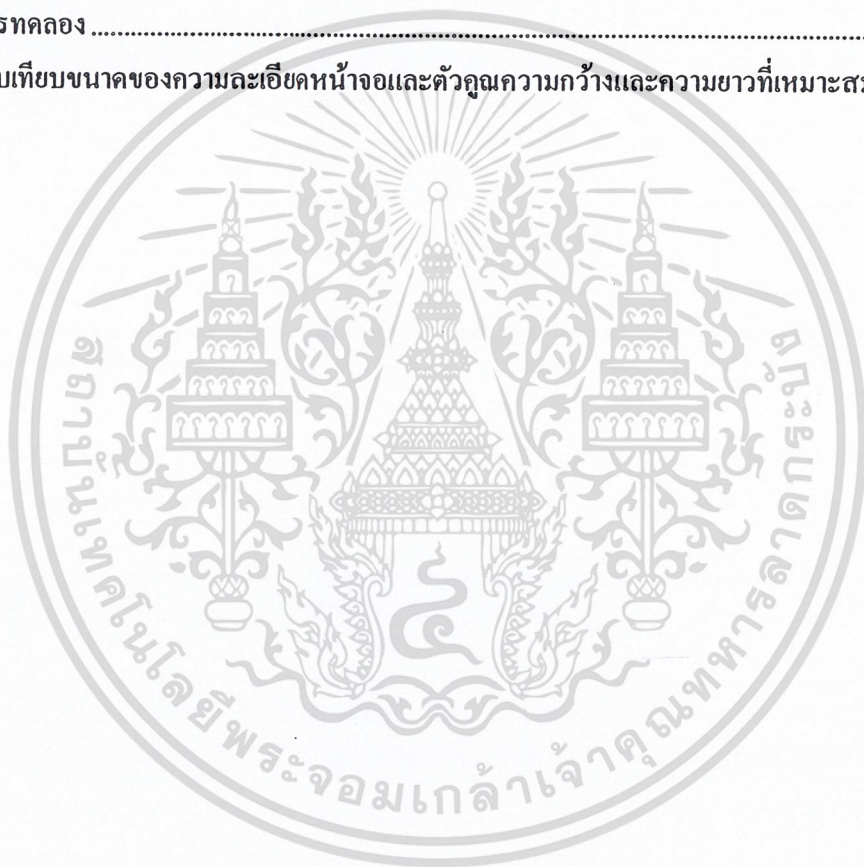 รทดลอง
บเทียบขนาดของความละเอียดหน้าจอและตัวคูณความกว้างและความยาวที่เหมาะส
สถาบันเทคโนโลยีพระจอมเกล้าเจ้าคุณทหารลาดกระบัง
๔